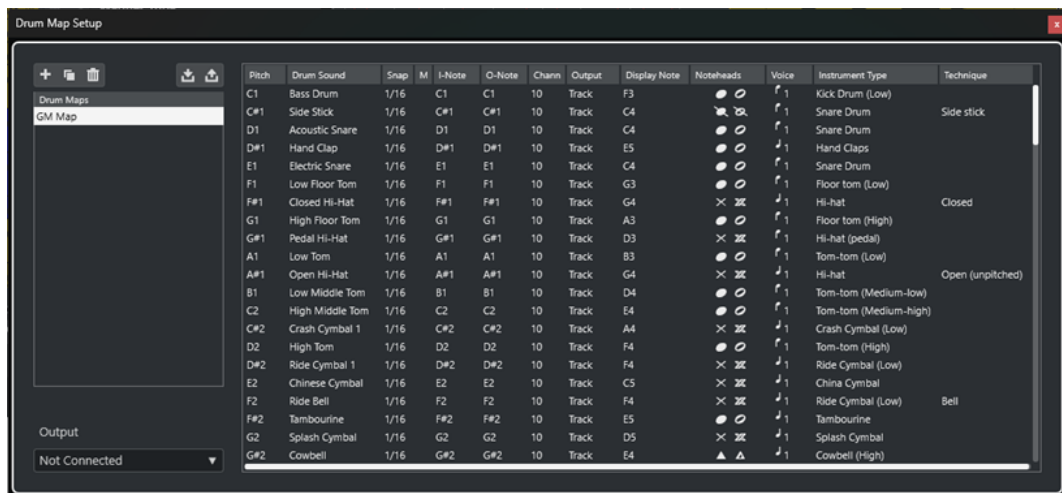 Drum Map Setup
x
Drum Maps
GM Map
Output
Not Connected
Pitch Drum Sound Snap M I-Note O-Note Chann Output Display Note Noteheads Voice Instrument Type Technique
C1 Bass Drum 1/16 C1 C1 10 Track F3 1 Kick Drum (Low)
C#1 Side Stick 1/16 C#1 C#1 10 Track C4 1 Snare Drum Side stick
D1 Acoustic Snare 1/16 D1 D1 10 Track C4 1 Snare Drum
D#1 Hand Clap 1/16 D#1 D#1 10 Track E5 1 Hand Claps
E1 Electric Snare 1/16 E1 E1 10 Track C4 1 Snare Drum
F1 Low Floor Tom 1/16 F1 F1 10 Track G3 1 Floor tom (Low)
F#1 Closed Hi-Hat 1/16 F#1 F#1 10 Track G4 1 Hi-hat Closed
G1 High Floor Tom 1/16 G1 G1 10 Track A3 1 Floor tom (High)
G#1 Pedal Hi-Hat 1/16 G#1 G#1 10 Track D3 1 Hi-hat (pedal)
A1 Low Tom 1/16 A1 A1 10 Track B3 1 Tom-tom (Low)
A#1 Open Hi-Hat 1/16 A#1 A#1 10 Track G4 1 Hi-hat Open (unpitched)
B1 Low Middle Tom 1/16 B1 B1 10 Track D4 1 Tom-tom (Medium-low)
C2 High Middle Tom 1/16 C2 C2 10 Track E4 1 Tom-tom (Medium-high)
C#2 Crash Cymbal 1 1/16 C#2 C#2 10 Track A4 1 Crash Cymbal (Low)
D2 High Tom 1/16 D2 D2 10 Track F4 1 Tom-tom (High)
D#2 Ride Cymbal 1 1/16 D#2 D#2 10 Track F4 1 Ride Cymbal (Low)
E2 Chinese Cymbal 1/16 E2 E2 10 Track C5 1 China Cymbal
F2 Ride Bell 1/16 F2 F2 10 Track F4 1 Ride Cymbal (Low) Bell
F#2 Tambourine 1/16 F#2 F#2 10 Track E5 1 Tambourine
G2 Splash Cymbal 1/16 G2 G2 10 Track D5 1 Splash Cymbal
G#2 Cowbell 1/16 G#2 G#2 10 Track E4 1 Cowbell (High)